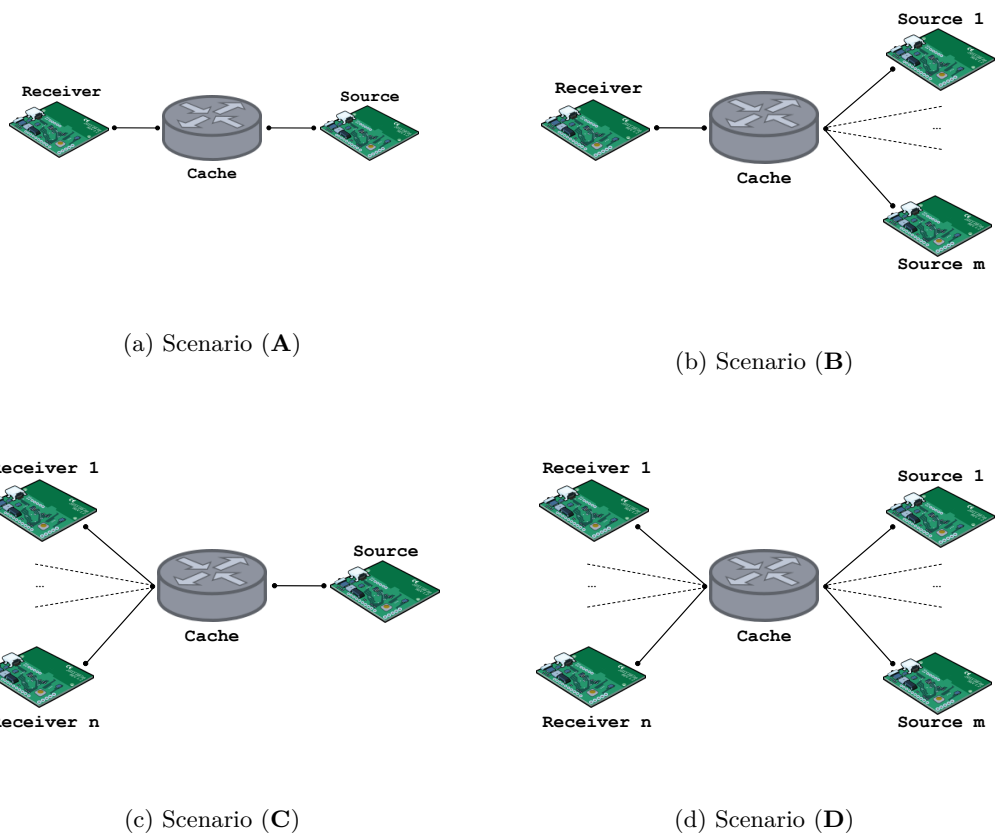 Source 1
Receiver
Receiver
Source
...
Cache
Cache
Source m
(a) Scenario (A)
(b) Scenario (B)
eceiver 1
Receiver 1
Source 1
Source
...
...
...
Cache
Cache
eceiver n
Receiver n
Source m
(c) Scenario (C)
(d) Scenario (D)